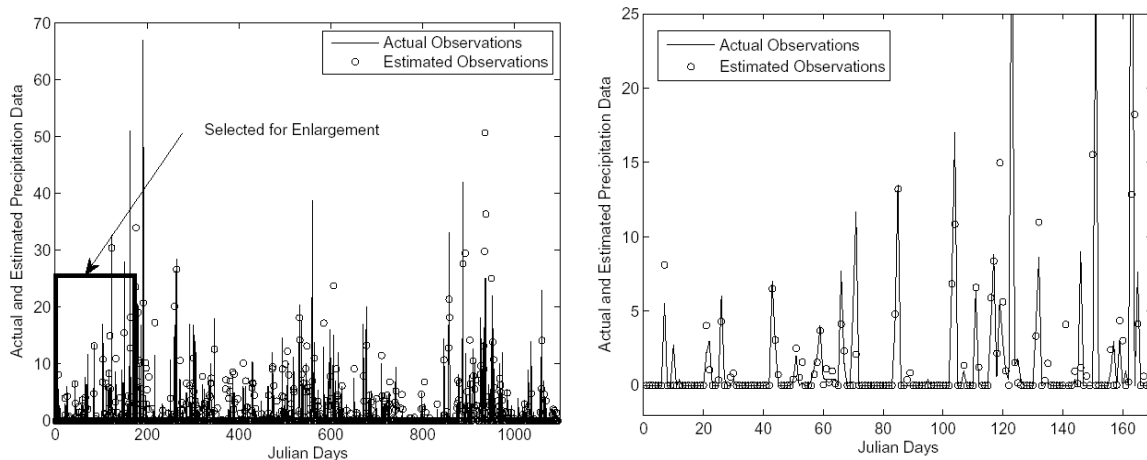 Actual and Estimated Precipitation Data
70
60
50
40
30
20
10
0
Actual Observations
Estimated Observations
Selected for Enlargement
0 200 400 600 800 1000
Julian Days
Actual and Estimated Precipitation Data
25
20
15
10
5
0
Actual Observations
Estimated Observations
0 20 40 60 80 100 120 140 160
Julian Days